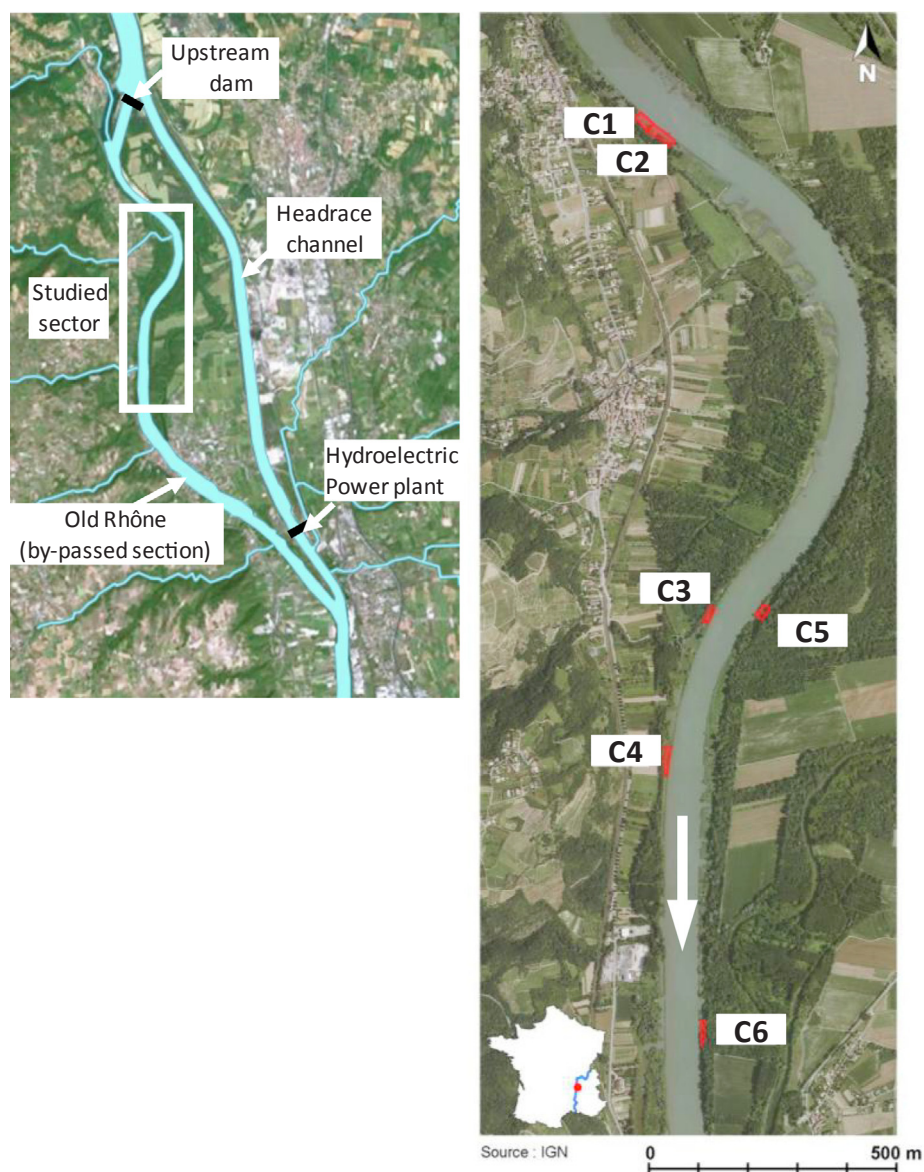 Upstream
dam
Headrace
channel
Studied
sector
Hydroelectric
Power plant
Old Rhône
(by-passed section)
N
C1
C2
C3
C5
C4
C6
Source : IGN
0 500 m